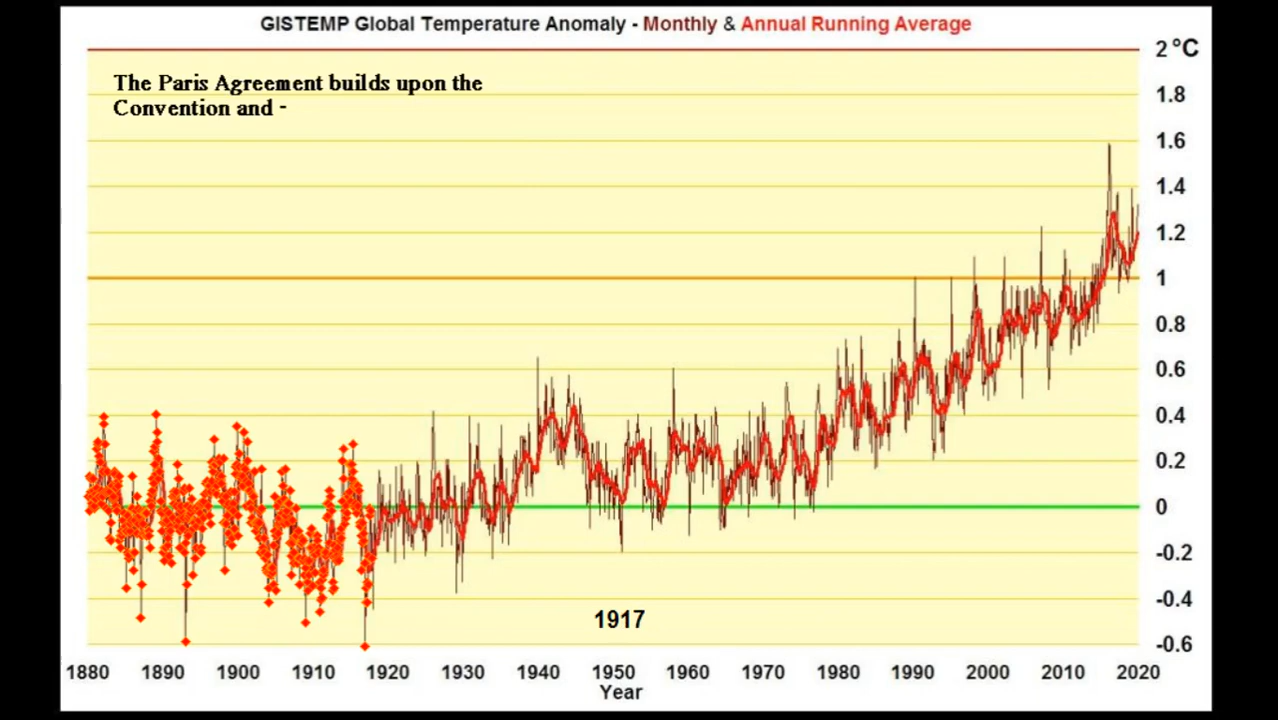 GISTEMP Global Temperature Anomaly - Monthly & Annual Running Average
2 °C
The Paris Agreement builds upon the
Convention and -
1.8
1.6
1.4
1.2
1
0.8
0.6
0.4
0.2
0
-0.2
-0.4
1917
-0.6
1880 1890 1900 1910 1920 1930 1940 1950 1960 1970 1980 1990 2000 2010 2020
Year